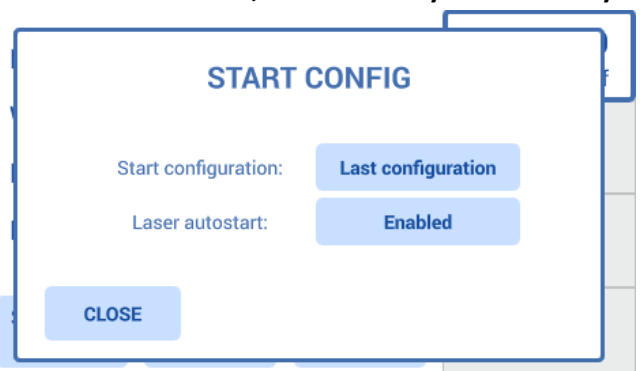 START CONFIG
Start configuration: Last configuration
Laser autostart: Enabled
CLOSE